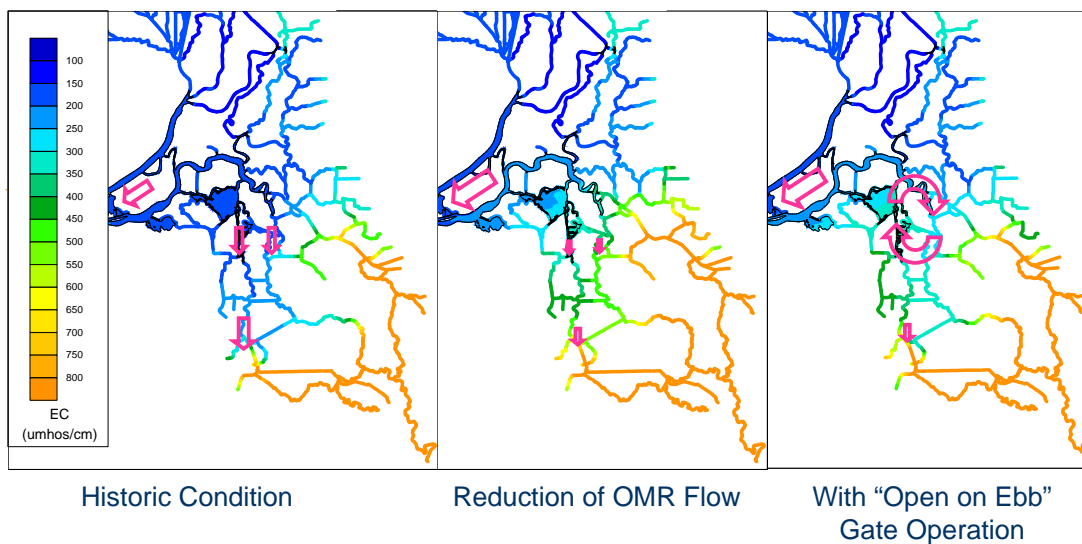 100
150
200
250
300
350
400
450
500
550
600
650
700
750
800
EC
(umhos/cm)
Historic Condition
Reduction of OMR Flow
With “Open on Ebb”
Gate Operation